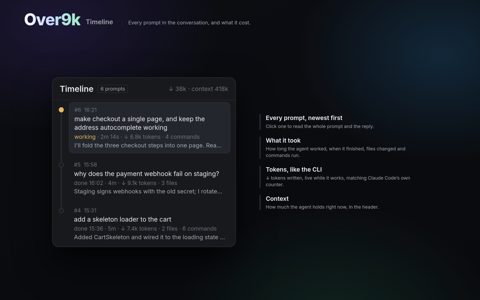 Over9k Timeline Every prompt in the conversation, and what it cost.
Timeline 6 prompts ↓ 38k · context 418k
#6 16:21
make checkout a single page, and keep the
address autocomplete working
working · 2m 14s · ↓ 6.8k tokens · 4 commands
I'll fold the three checkout steps into one page. Rea...
#5 15:58
why does the payment webhook fail on staging?
done 16:02 · 4m · ↓ 9.1k tokens · 3 files
Staging signs webhooks with the old secret; I rotate...
#4 15:31
add a skeleton loader to the cart
done 15:36 · 5m · ↓ 7.4k tokens · 2 files · 6 commands
Added CartSkeleton and wired it to the loading state ...
Every prompt, newest first
Click one to read the whole prompt and the reply.
What it took
How long the agent worked, when it finished, files changed and
commands run.
Tokens, like the CLI
↓ tokens written, live while it works, matching Claude Code's own
counter.
Context
How much the agent holds right now, in the header.